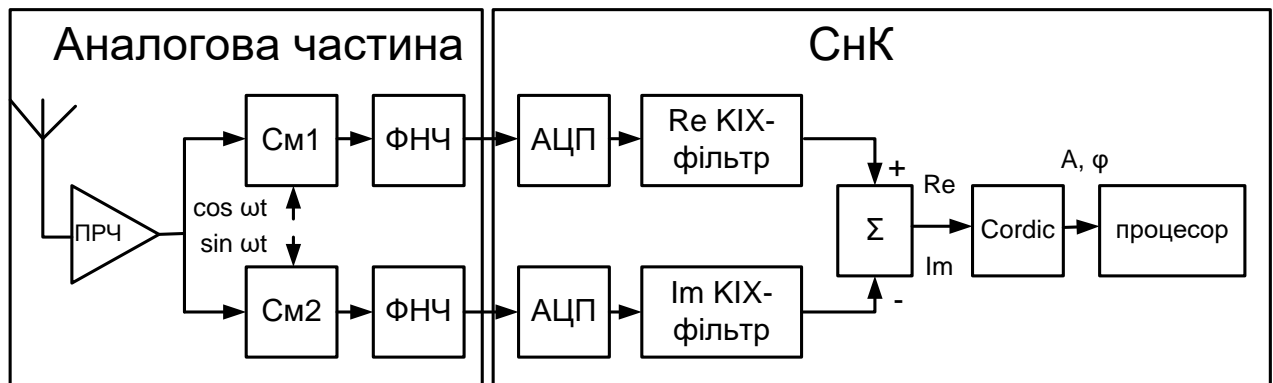 Аналогова частина
СнК
См1
ФНЧ
АЦП
Re КІХ-
фільтр
ПРЧ
cos ωt
sin ωt
+
Σ
-
Re
Im
Cordic
A, φ
процесор
См2
ФНЧ
АЦП
Im КІХ-
фільтр